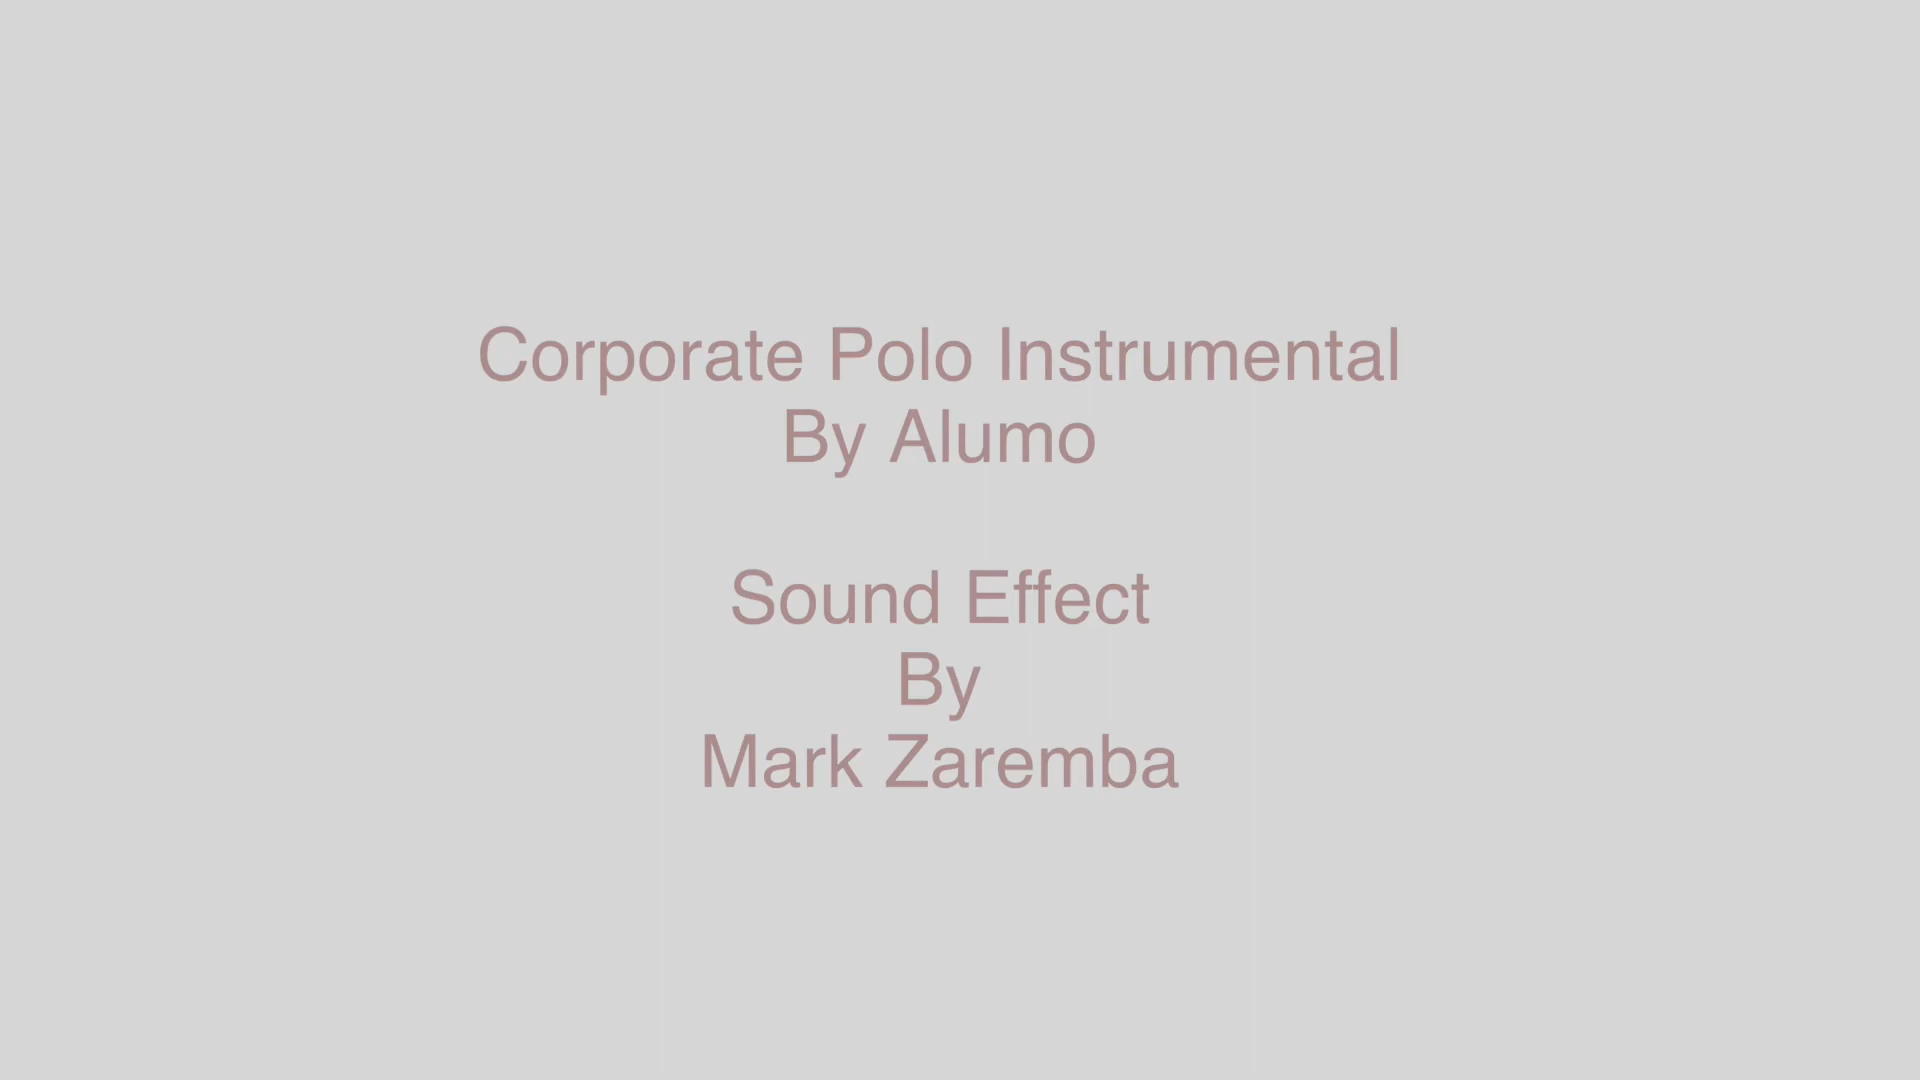 Corporate Polo Instrumental
By Alumo
Sound Effect
By
Mark Zaremba